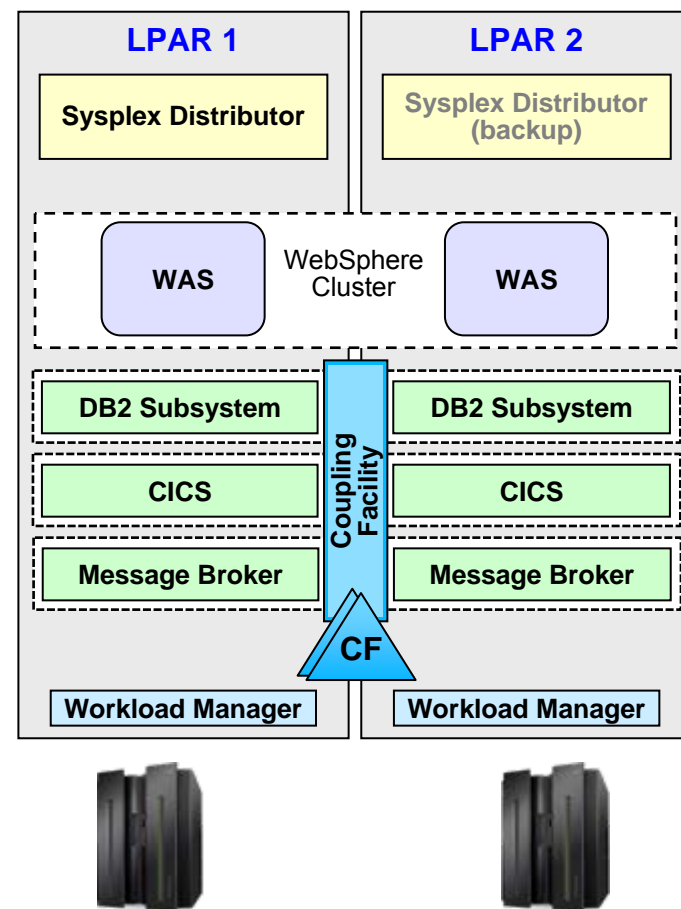 LPAR 1
LPAR 2
Sysplex Distributor
Sysplex Distributor
(backup)
WAS
WebSphere
Cluster
WAS
DB2 Subsystem
DB2 Subsystem
CICS
CICS
Message Broker
Message Broker
Coupling
Facility
CF
Workload Manager
Workload Manager